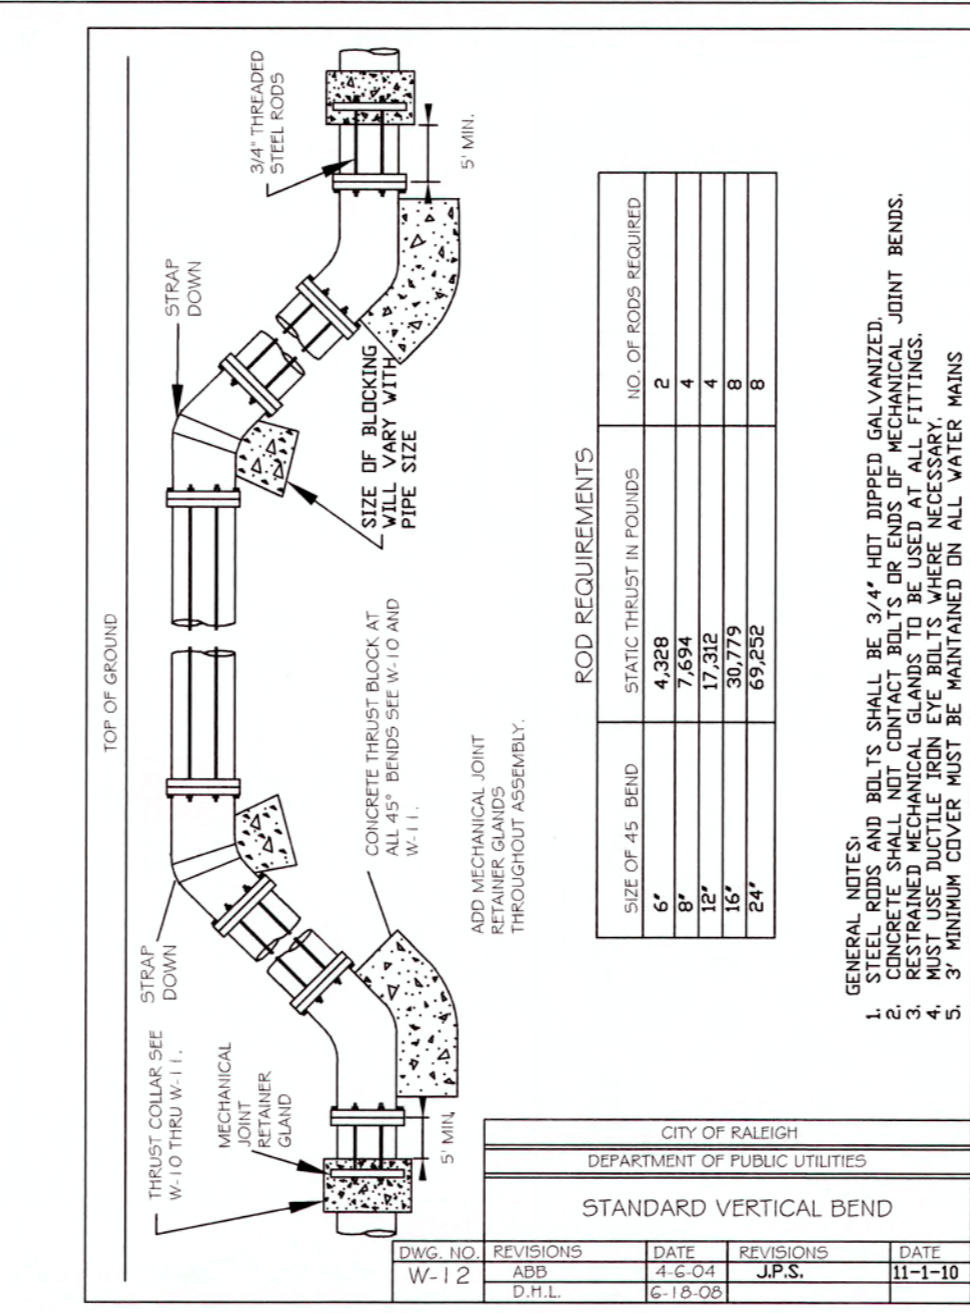 TOP OF GROUND
THRUST COLLAR SEE
W-10 THRU W-11.
STRAP
DOWN
MECHANICAL
JOINT
RETAINER
GLAND
5' MIN.
CONCRETE THRUST BLOCK AT
ALL 45° BENDS SEE W-10 AND
W-11.
ADD MECHANICAL JOINT
RETAINER GLANDS
THROUGHOUT ASSEMBLY.
STRAP
DOWN
SIZE OF BLOCKING
WILL VARY WITH
PIPE SIZE
3/4" THREADED
STEEL RODS
5' MIN.
ROD REQUIREMENTS
SIZE OF 45 BEND STATIC THRUST IN POUNDS NO. OF RODS REQUIRED
6" 4,328 2
8" 7,694 4
12" 17,312 4
16" 30,779 8
24" 69,252 8
GENERAL NOTES:
1. STEEL RODS AND BOLTS SHALL BE 3/4" HOT DIPPED GALVANIZED.
2. CONCRETE SHALL NOT CONTACT BOLTS OR ENDS OF MECHANICAL JOINT BENDS.
3. RESTRAINED MECHANICAL GLANDS TO BE USED AT ALL FITTINGS.
4. MUST USE DUCTILE IRON EYE BOLTS WHERE NECESSARY.
5. 3' MINIMUM COVER MUST BE MAINTAINED ON ALL WATER MAINS
CITY OF RALEIGH
DEPARTMENT OF PUBLIC UTILITIES
STANDARD VERTICAL BEND
DWG. NO. REVISIONS DATE REVISIONS DATE
W-12 ABB 4-6-04 J.P.S. 11-1-10
D.H.L. 6-18-08